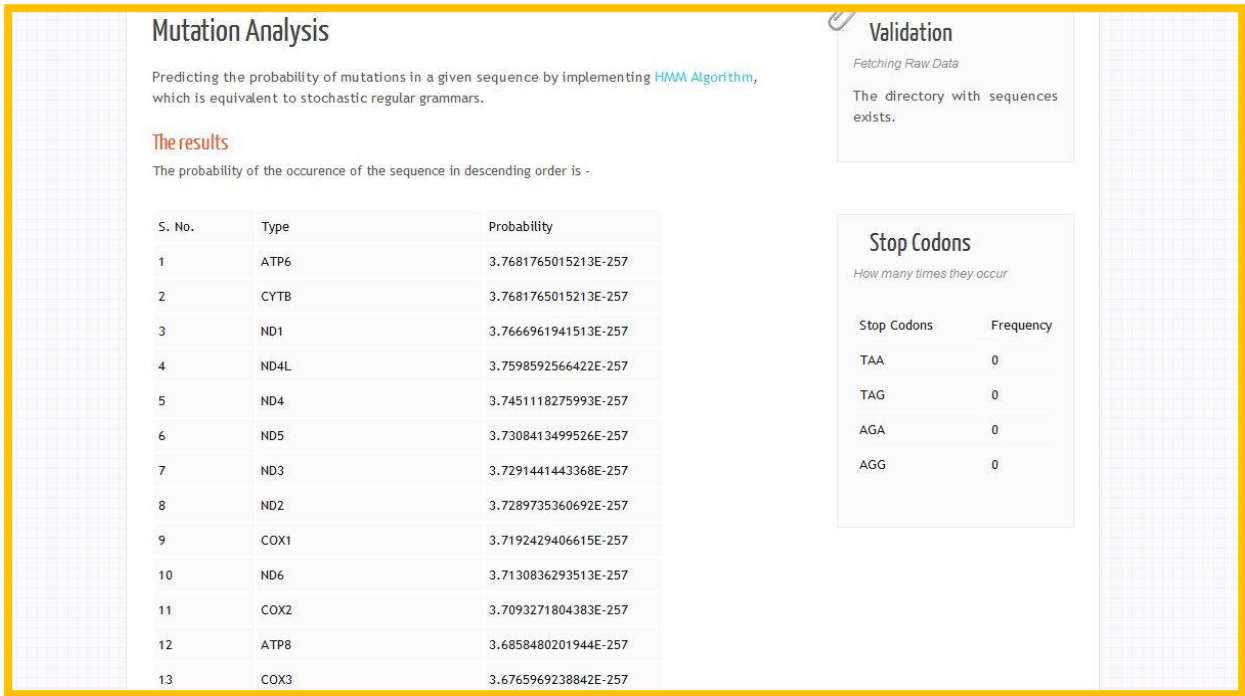 Mutation Analysis
Predicting the probability of mutations in a given sequence by implementing HMM Algorithm,
which is equivalent to stochastic regular grammars.
The results
The probability of the occurence of the sequence in descending order is -
S. No. Type Probability
1 ATP6 3.7681765015213E-257
2 CYTB 3.7681765015213E-257
3 ND1 3.7666961941513E-257
4 ND4L 3.7598592566422E-257
5 ND4 3.7451118275993E-257
6 ND5 3.7308413499526E-257
7 ND3 3.7291441443368E-257
8 ND2 3.7289735360692E-257
9 COX1 3.7192429406615E-257
10 ND6 3.7130836293513E-257
11 COX2 3.7093271804383E-257
12 ATP8 3.6858480201944E-257
13 COX3 3.6765969238842E-257
Validation
Fetching Raw Data
The directory with sequences
exists.
Stop Codons
How many times they occur
Stop Codons Frequency
TAA 0
TAG 0
AGA 0
AGG 0